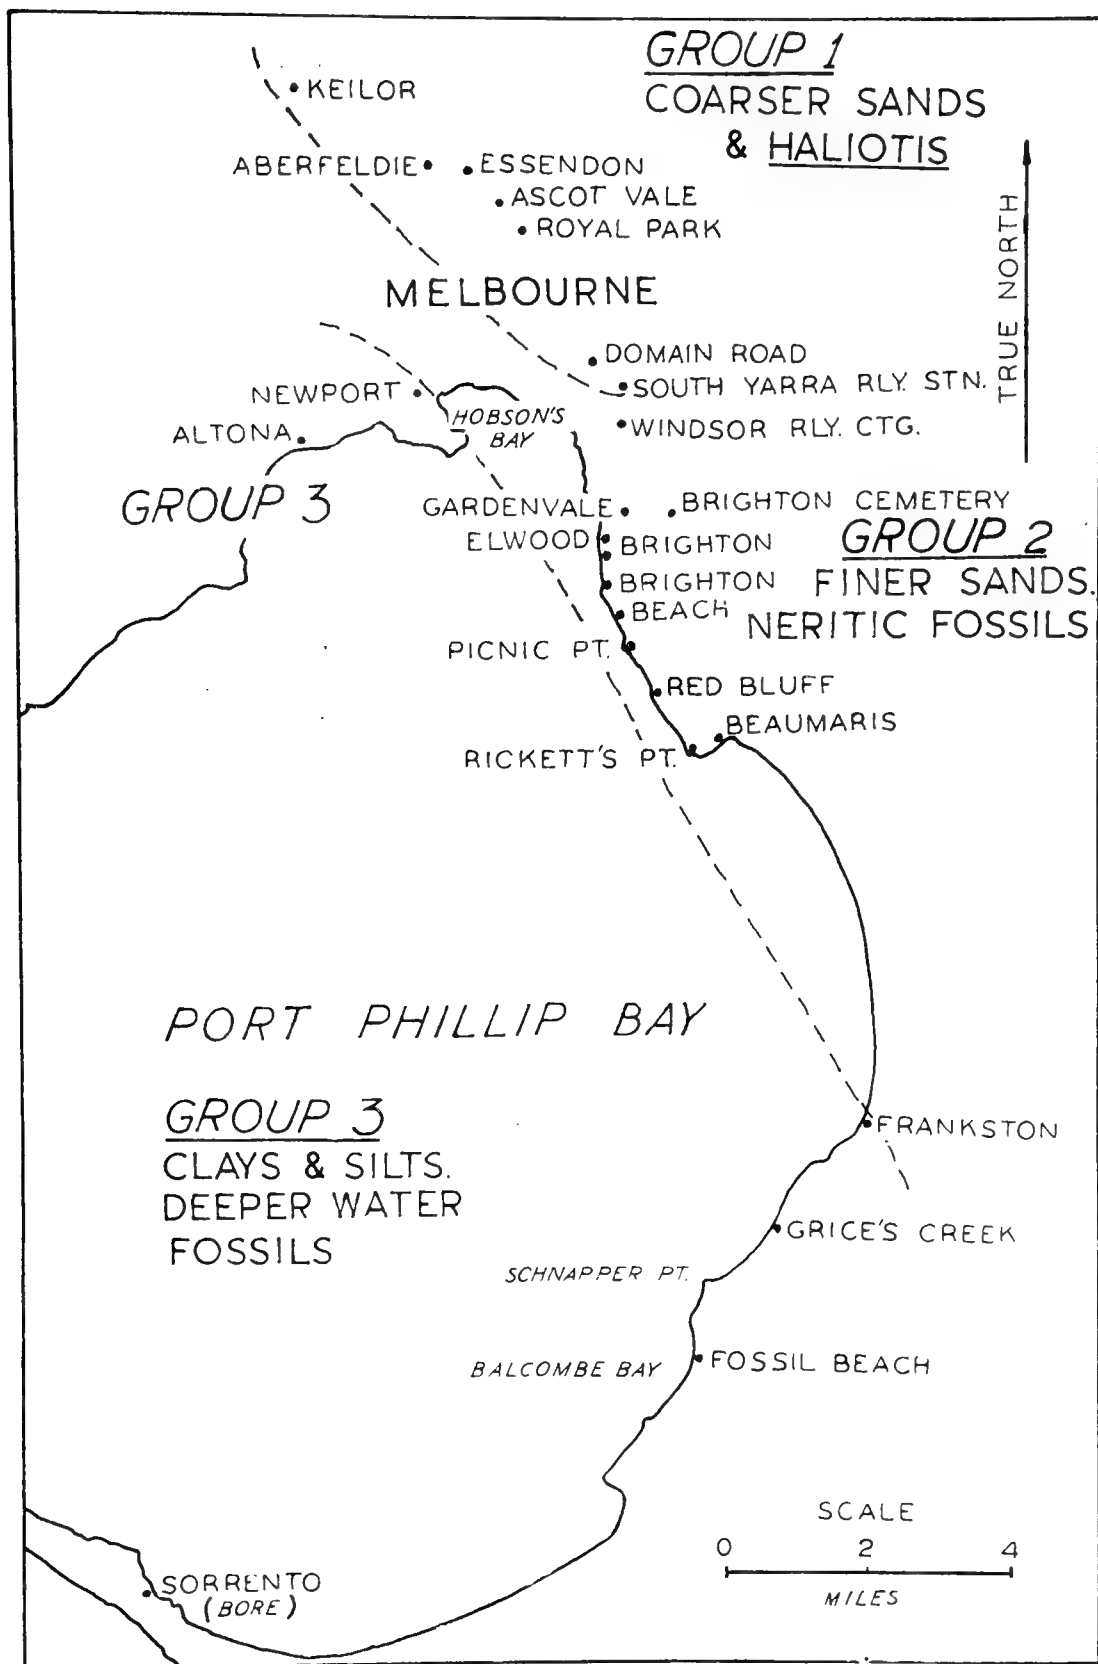 GROUP 1
COARSER SANDS
& HALIOTIS
KEILOR
ABERFELDIE
ESSENDON
ASCOT VALE
ROYAL PARK
TRUE NORTH
MELBOURNE
DOMAIN ROAD
SOUTH YARRA RLY. STN.
NEWPORT
HOBSON'S
BAY
WINDSOR RLY. CTG.
ALTONA
GROUP 3
GARDENVALE
BRIGHTON CEMETERY
ELWOOD
BRIGHTON
GROUP 2
FINER SANDS.
NERITIC FOSSILS
BRIGHTON
BEACH
PICNIC PT.
RED BLUFF
BEAUMARIS
RICKETT'S PT.
PORT PHILLIP BAY
GROUP 3
CLAYS & SILTS.
DEEPER WATER
FOSSILS
FRANKSTON
GRICE'S CREEK
SCHNAPPER PT.
BALCOMBE BAY
FOSSIL BEACH
SCALE
0 2 4
MILES
SORRENTO
(BORE)